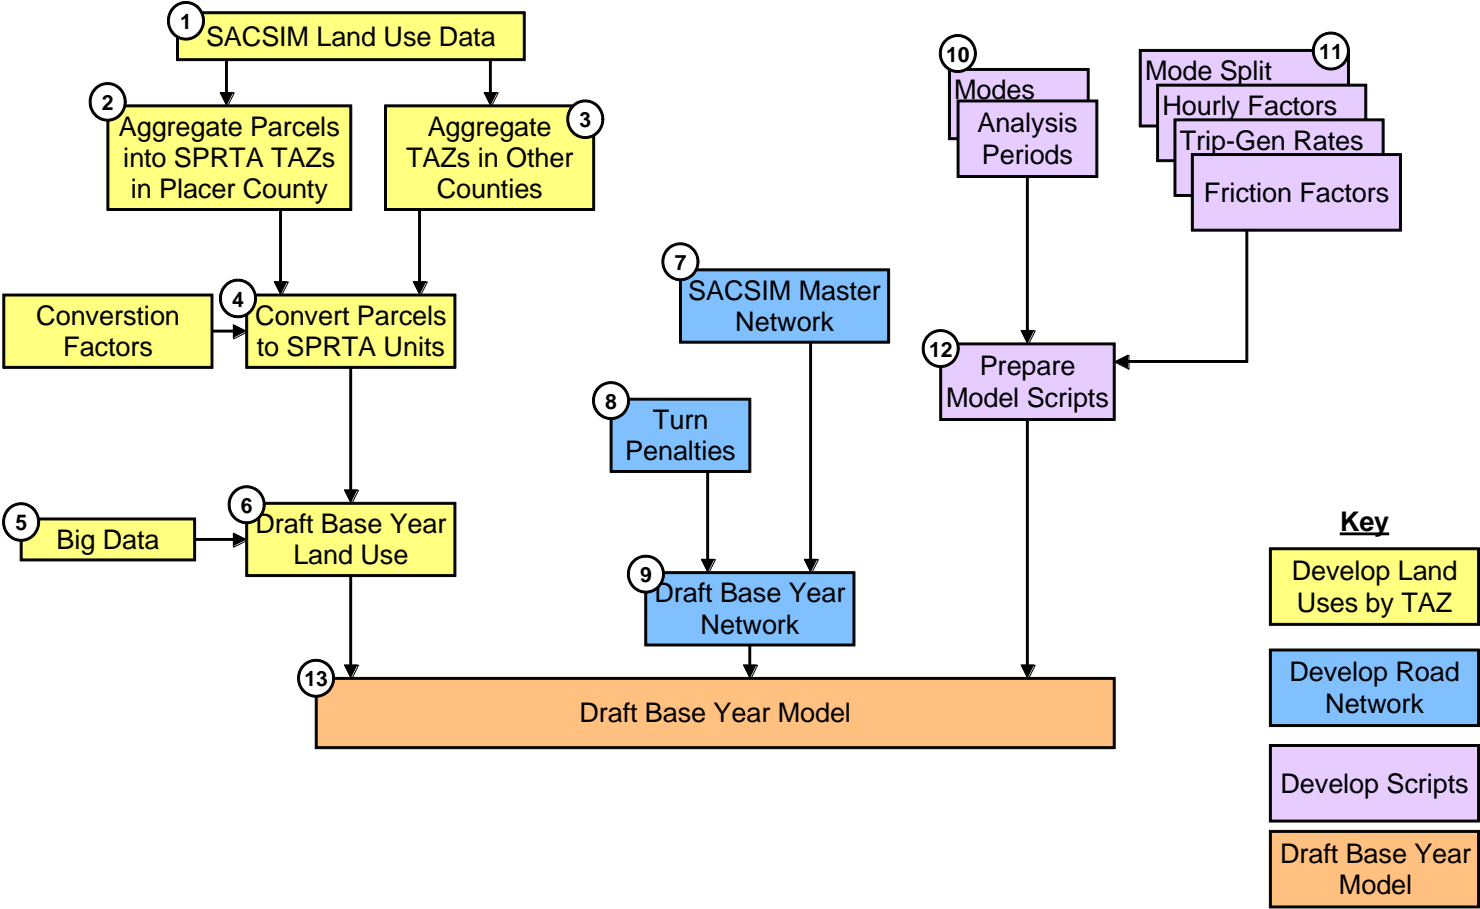 1
SACSIM Land Use Data
2
Aggregate Parcels
into SPRTA TAZs
in Placer County
3
Aggregate
TAZs in Other
Counties
Converstion
Factors
4
Convert Parcels
to SPRTA Units
5
Big Data
6
Draft Base Year
Land Use
7
SACSIM Master
Network
8
Turn
Penalties
9
Draft Base Year
Network
10
Modes
Analysis
Periods
11
Mode Split
Hourly Factors
Trip-Gen Rates
Friction Factors
12
Prepare
Model Scripts
13
Draft Base Year Model
Key
Develop Land
Uses by TAZ
Develop Road
Network
Develop Scripts
Draft Base Year
Model